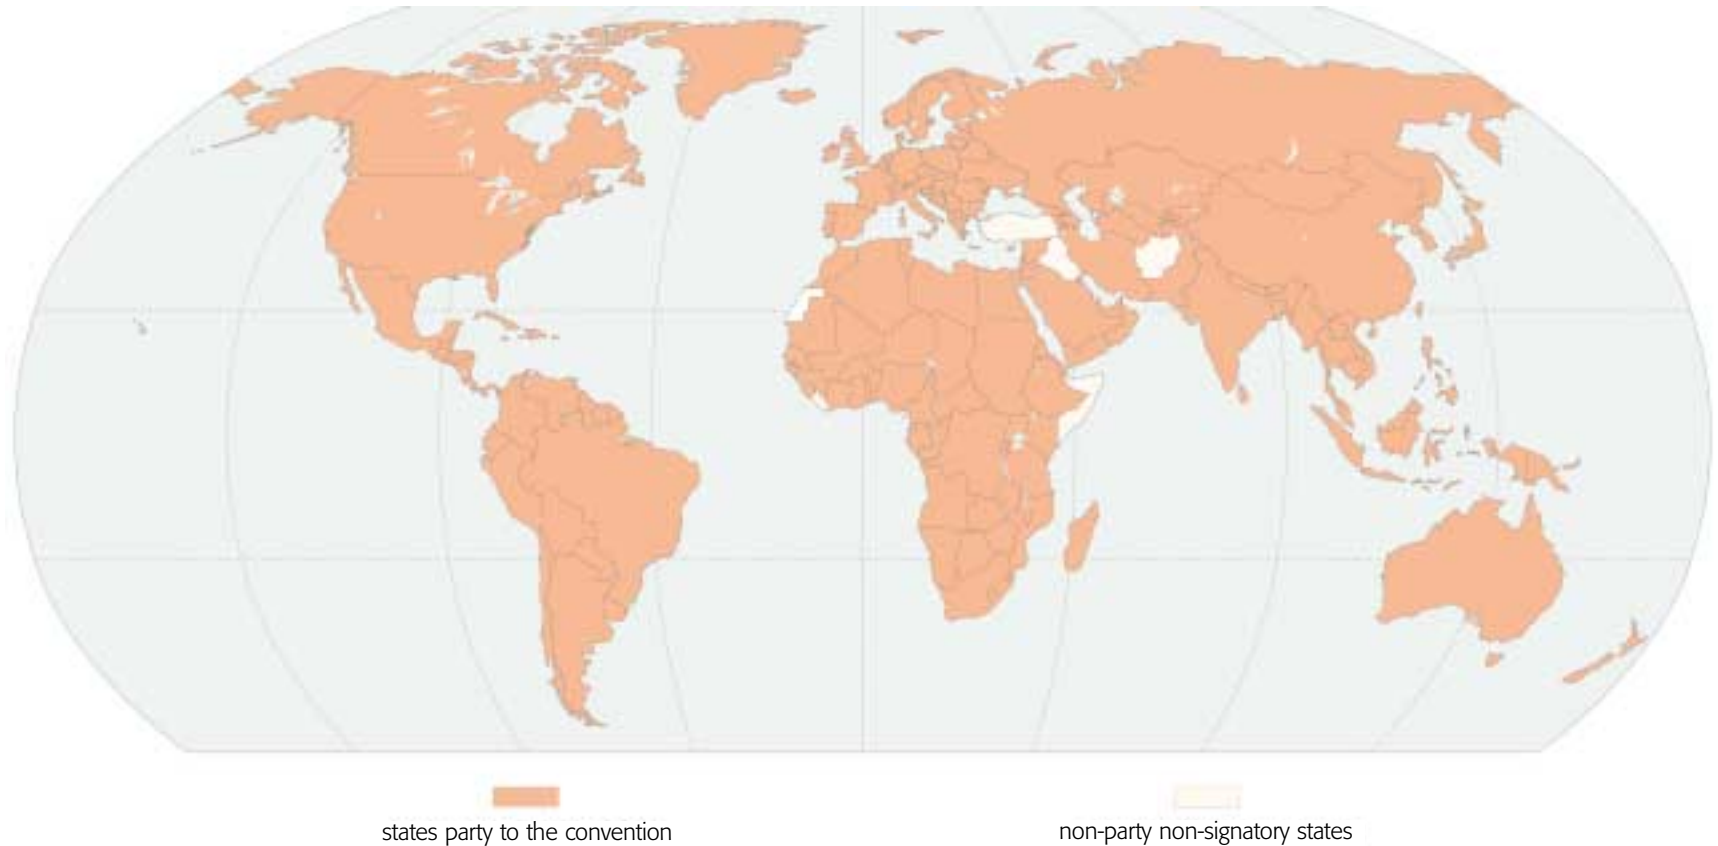 states party to the convention
non-party non-signatory states